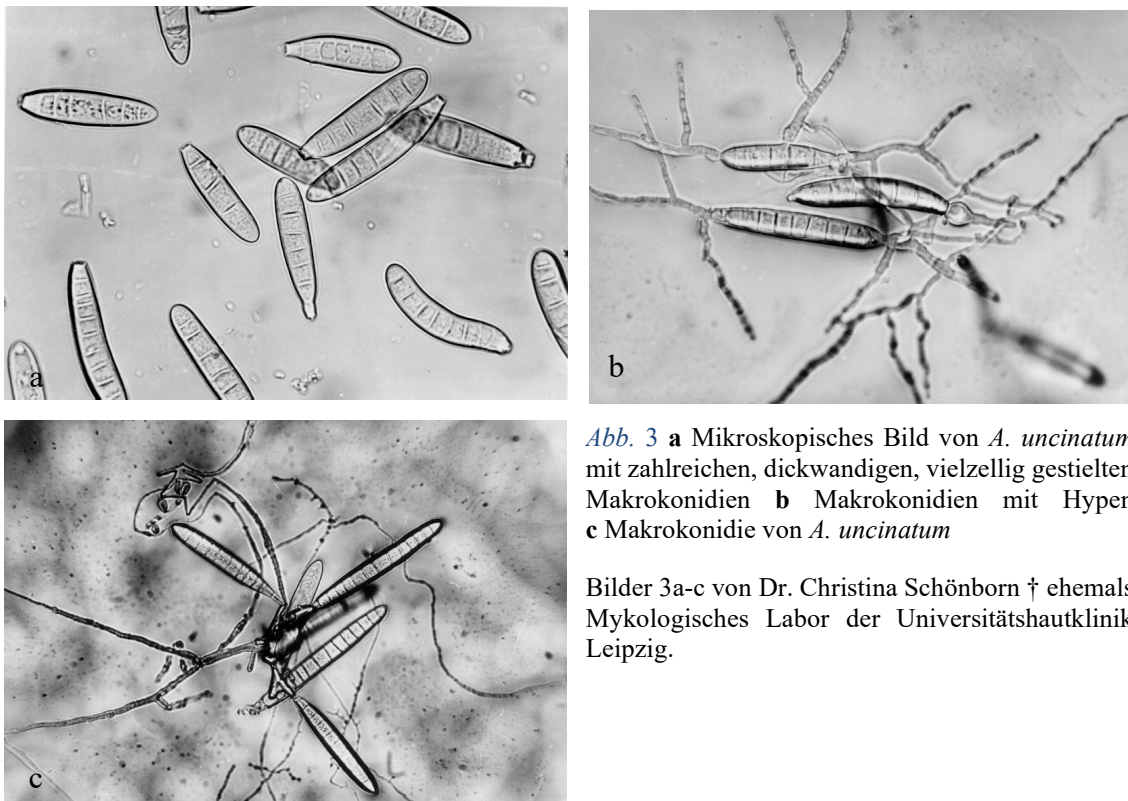 a
b
c
Abb. 3 a Mikroskopisches Bild von A. uncinatum
mit zahlreichen, dickwandigen, vielzellig gestielten
Makrokonidien b Makrokonidien mit Hypen
c Makrokonidie von A. uncinatum
Bilder 3a-c von Dr. Christina Schönborn † ehemals
Mykologisches Labor der Universitätshautklinik
Leipzig.